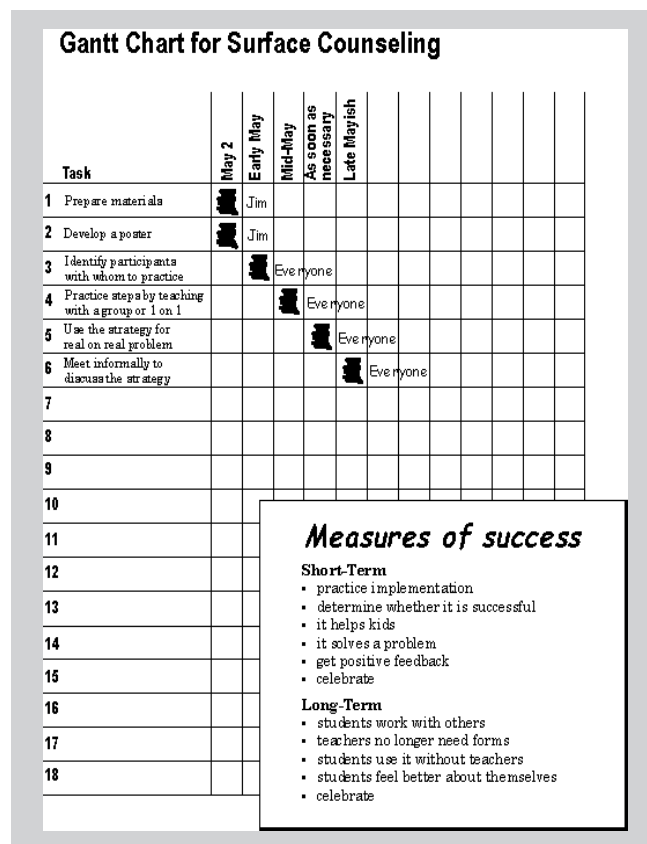 Gantt Chart for Surface Counseling
Task
May 2
Early May
Mid-May
As soon as
necessary
Late Mayish
1 Prepare materials Jim
2 Develop a poster Jim
3 Identify participants
with whom to practice Everyone
4 Practice steps by teaching
with a group or 1 on 1 Everyone
5 Use the strategy for
real on real problem Everyone
6 Meet informally to
discuss the strategy Everyone
7
8
9
10
11
12
13
14
15
16
17
18
Measures of success
Short-Term
▪ practice implementation
▪ determine whether it is successful
▪ it helps kids
▪ it solves a problem
▪ get positive feedback
▪ celebrate
Long-Term
▪ students work with others
▪ teachers no longer need forms
▪ students use it without teachers
▪ students feel better about themselves
▪ celebrate